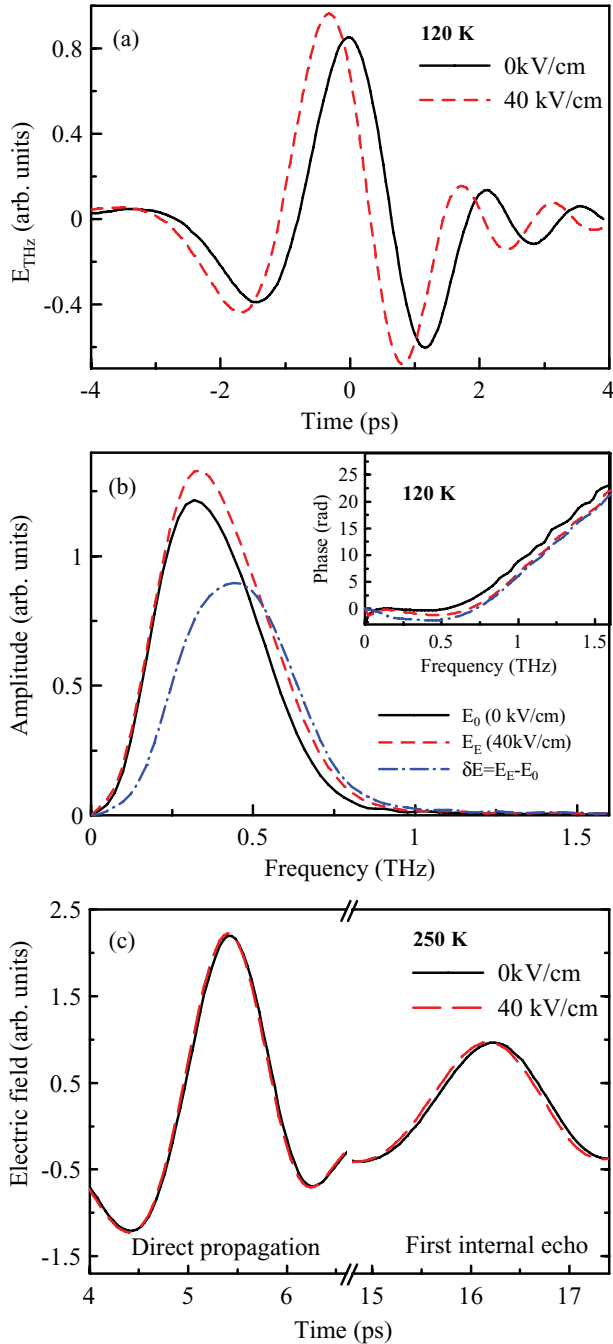 (a)
120 K
0kV/cm
40 kV/cm
E_THz (arb. units)
0.8
0.4
0
-0.4
-4
-2
0
2
4
Time (ps)
(b)
120 K
Phase (rad)
25
20
15
10
5
0
0
0.5
1
1.5
Frequency (THz)
Amplitude (arb. units)
1
0.5
0
E₀ (0 kV/cm)
E_E (40kV/cm)
δE=E_E-E₀
0
0.5
1
1.5
Frequency (THz)
(c)
250 K
0kV/cm
40 kV/cm
Electric field (arb. units)
2.5
1.5
0.5
-0.5
-1.5
Direct propagation
First internal echo
4
5
6
15
16
17
Time (ps)